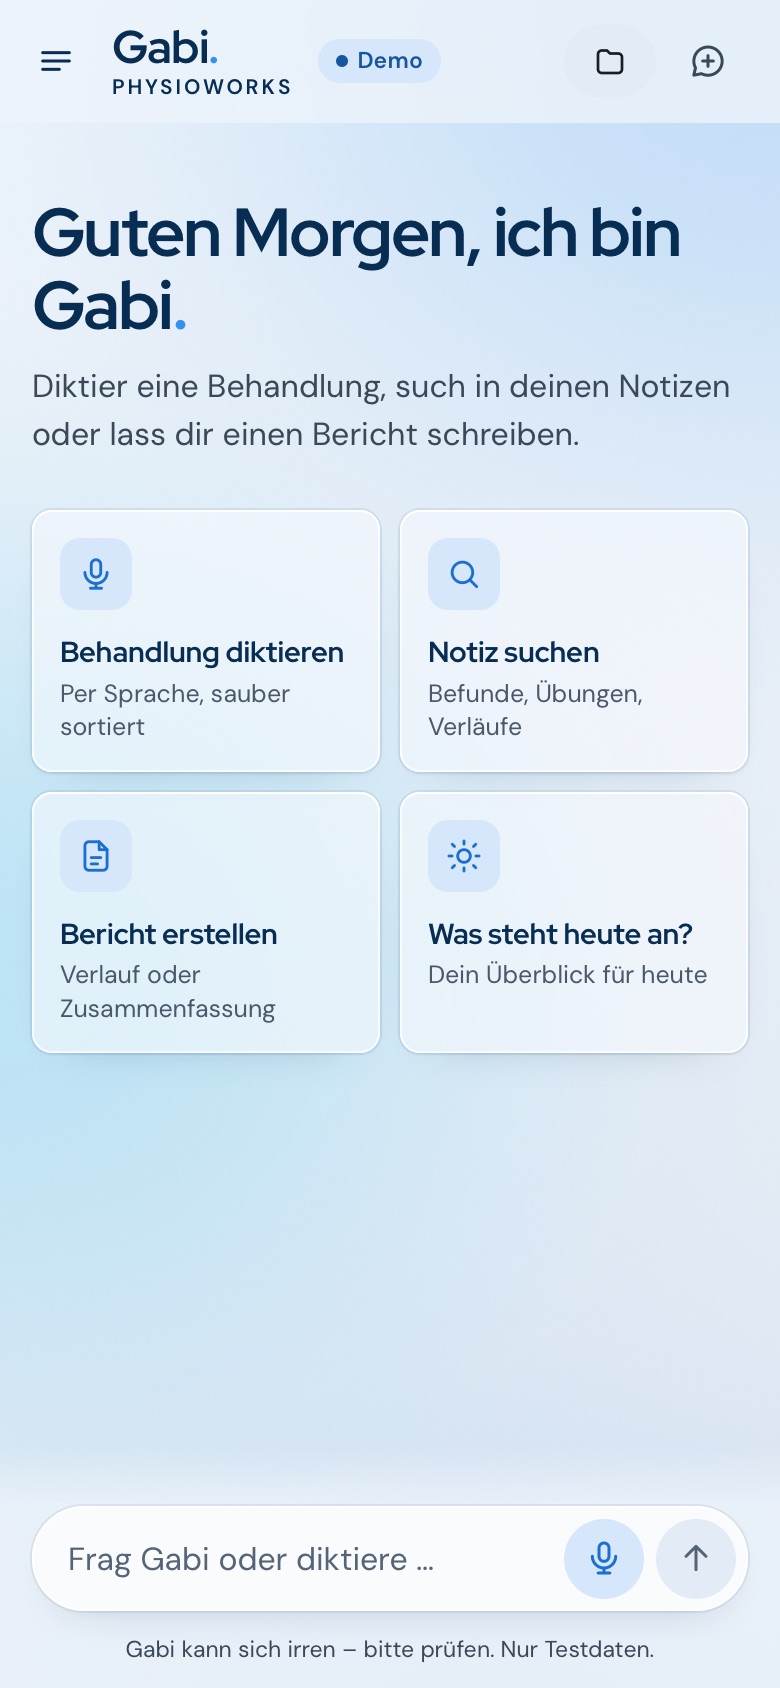 Gabi.
PHYSIOWORKS
Demo
Guten Morgen, ich bin
Gabi.
Diktier eine Behandlung, such in deinen Notizen
oder lass dir einen Bericht schreiben.
Behandlung diktieren
Per Sprache, sauber
sortiert
Notiz suchen
Befunde, Übungen,
Verläufe
Bericht erstellen
Verlauf oder
Zusammenfassung
Was steht heute an?
Dein Überblick für heute
Frag Gabi oder diktiere ...
Gabi kann sich irren – bitte prüfen. Nur Testdaten.